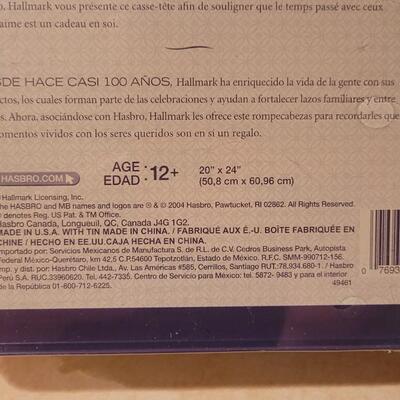 . Hallmark vous présente ce casse-tête afin de souligner que le temps passé avec ceux
aime est un cadeau en soi.
SDE HACE CASI 100 AÑOS, Hallmark ha enriquecido la vida de la gente con sus
ctos, los cuales forman parte de las celebraciones y ayudan a fortalecer lazos familiares y entre
s. Ahora, asociándose con Hasbro, Hallmark les ofrece este rompecabezas para recordarles que
omentos vividos con los seres queridos son en si un regalo.
HASBRO.COM
AGE
EDAD : 12+
20" x 24"
(50,8 cm x 60,96 cm)
Hallmark Licensing, Inc.
he HASBRO and MB names and logos are ® & © 2004 Hasbro, Pawtucket, RI 02862. All Rights Reserved.
® denotes Reg. US Pat. & TM Office.
Hasbro Canada, Longueuil, QC, Canada J4G 1G2.
MADE IN U.S.A. WITH TIN MADE IN CHINA. / FABRIQUÉ AUX É.-U. BOÎTE FABRIQUÉE EN
CHINE / HECHO EN EE.UU.CAJA HECHA EN CHINA.
mp. y distribuido por: Servicios Mexicanos de Manufactura S. de R.L. de C.V. Cedros Business Park, Autopista
Federal México-Querétaro, km 42,5 C.P.54600 Tepotzotlán, Estado de México. R.F.C. SMM-990712-156.
mp. y dist. por: Hasbro Chile Ltda., Av. Las Américas #585, Cerrillos, Santiago RUT.:78.934.680-1. / Hasbro
Perú S.A. RUC.33960620. Tel. 442-7335. Centro de Servicio México: tel. 5872- 9483 y para el interior
de la República 01-800-712-6225.
49461
0 7693